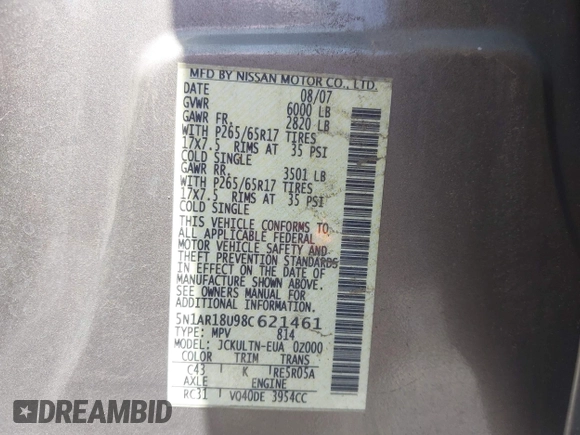 MFD BY NISSAN MOTOR CO., LTD.
DATE 08/07
GVWR 6000 LB
GAWR FR. 2820 LB
WITH P265/65R17 TIRES
17X7.5 RIMS AT 35 PSI
COLD SINGLE
GAWR RR. 3501 LB
WITH P265/65R17 TIRES
17X7.5 RIMS AT 35 PSI
COLD SINGLE
THIS VEHICLE CONFORMS TO
ALL APPLICABLE FEDERAL
MOTOR VEHICLE SAFETY AND
THEFT PREVENTION STANDARDS
IN EFFECT ON THE DATE OF
MANUFACTURE SHOWN ABOVE.
SEE OWNERS MANUAL FOR
ADDITIONAL INFORMATION.
5N1AR18U98C621461
TYPE: MPV 814
MODEL: JCKULTN-EUA 02000
COLOR TRIM TRANS
C43 K RE5R05A
AXLE ENGINE
RC31 VQ40DE 3954CC
DREAMBID